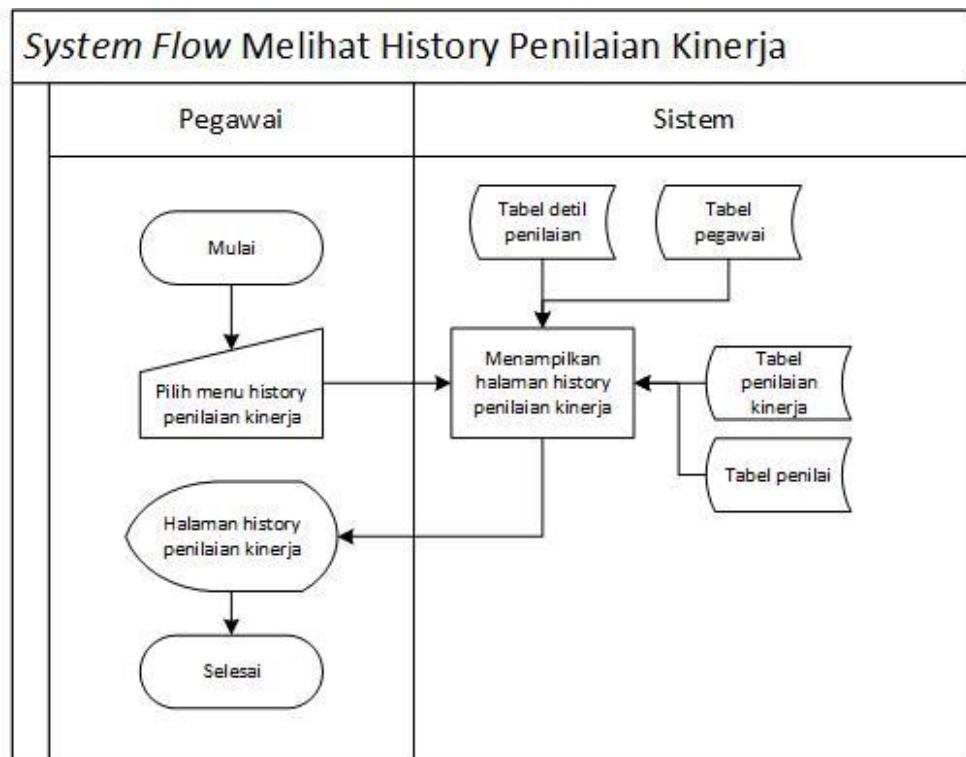 System Flow Melihat History Penilaian Kinerja
Pegawai
Sistem
Mulai
Pilih menu history
penilaian kinerja
Halaman history
penilaian kinerja
Selesai
Tabel detil
penilaian
Tabel
pegawai
Menampilkan
halaman history
penilaian kinerja
Tabel
penilaian
kinerja
Tabel penilai